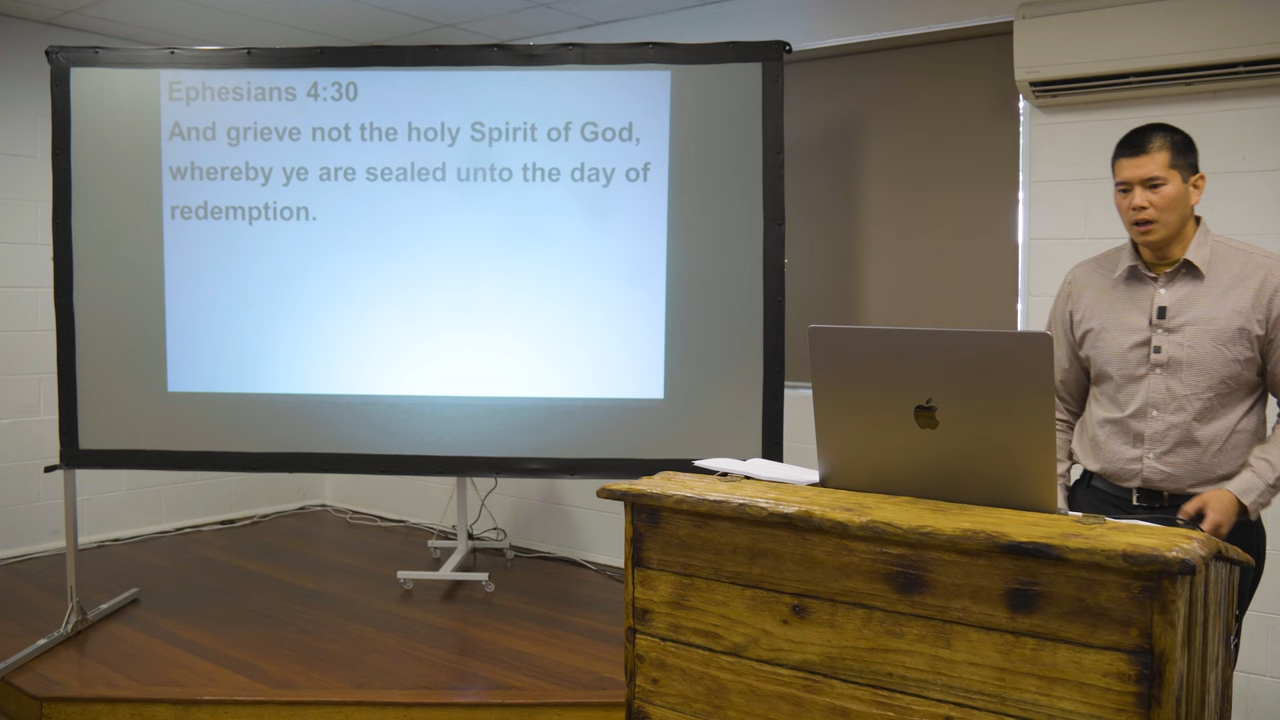 Ephesians 4:30
And grieve not the holy Spirit of God,
whereby ye are sealed unto the day of
redemption.